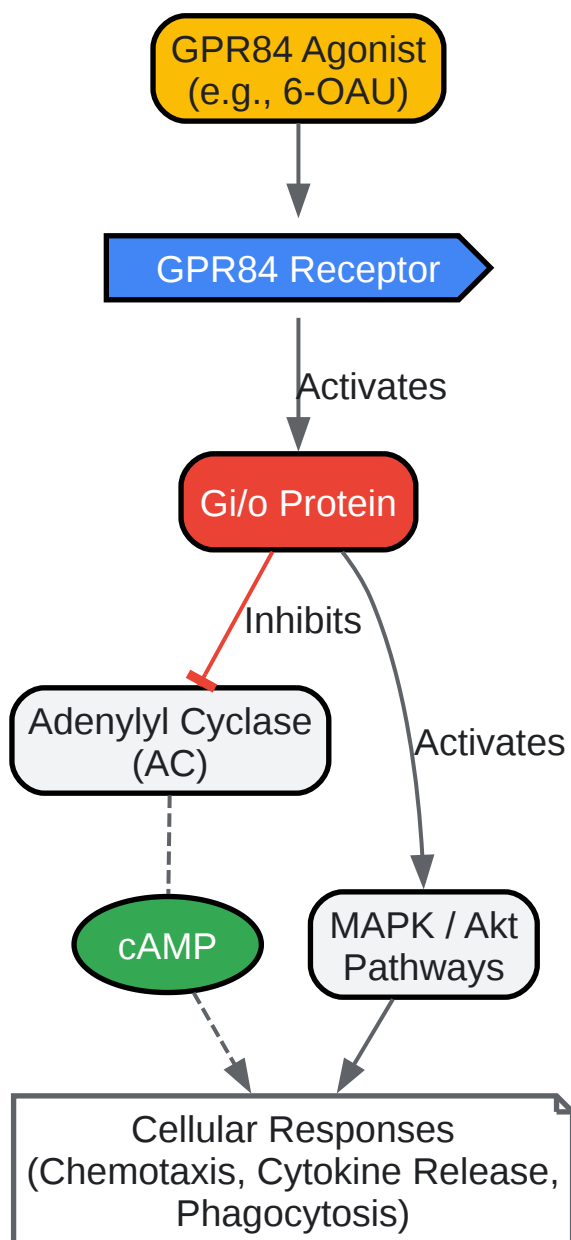 GPR84 Agonist
(e.g., 6-OAU)
GPR84 Receptor
Activates
Gi/o Protein
Inhibits
Adenylyl Cyclase
(AC)
Activates
cAMP
MAPK / Akt
Pathways
Cellular Responses
(Chemotaxis, Cytokine Release,
Phagocytosis)